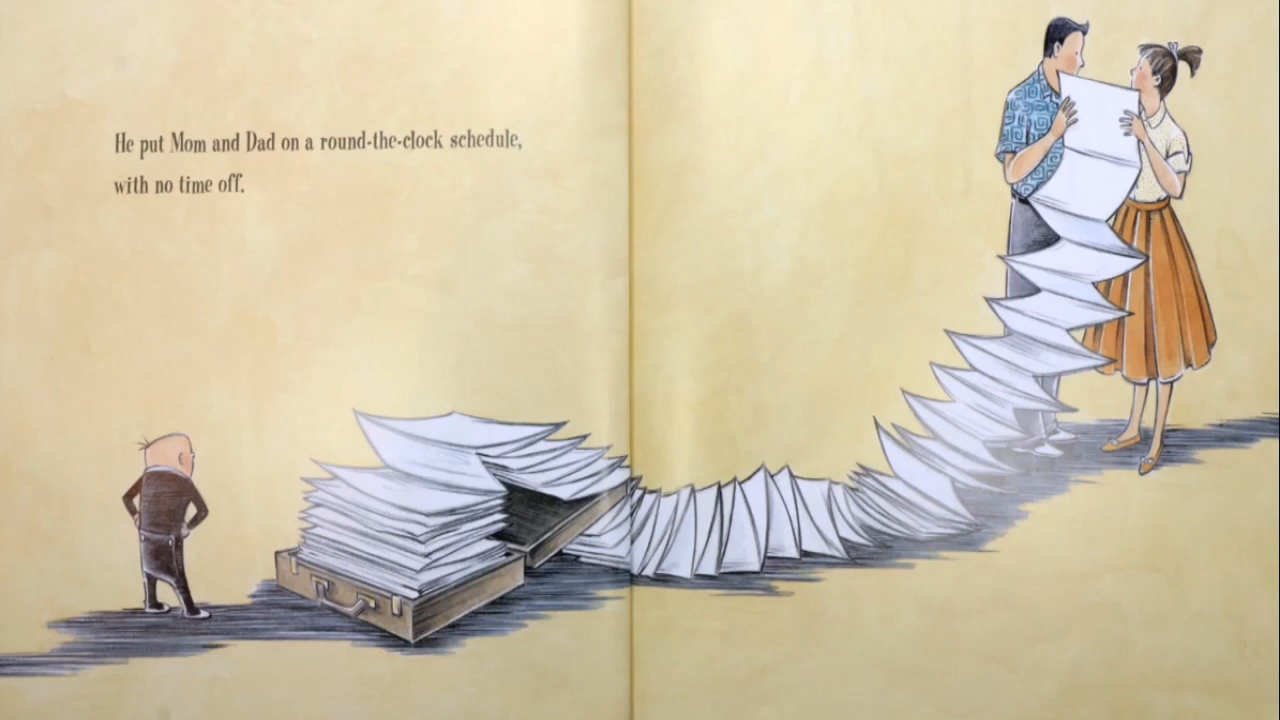 He put Mom and Dad on a round-the-clock schedule,
with no time off.